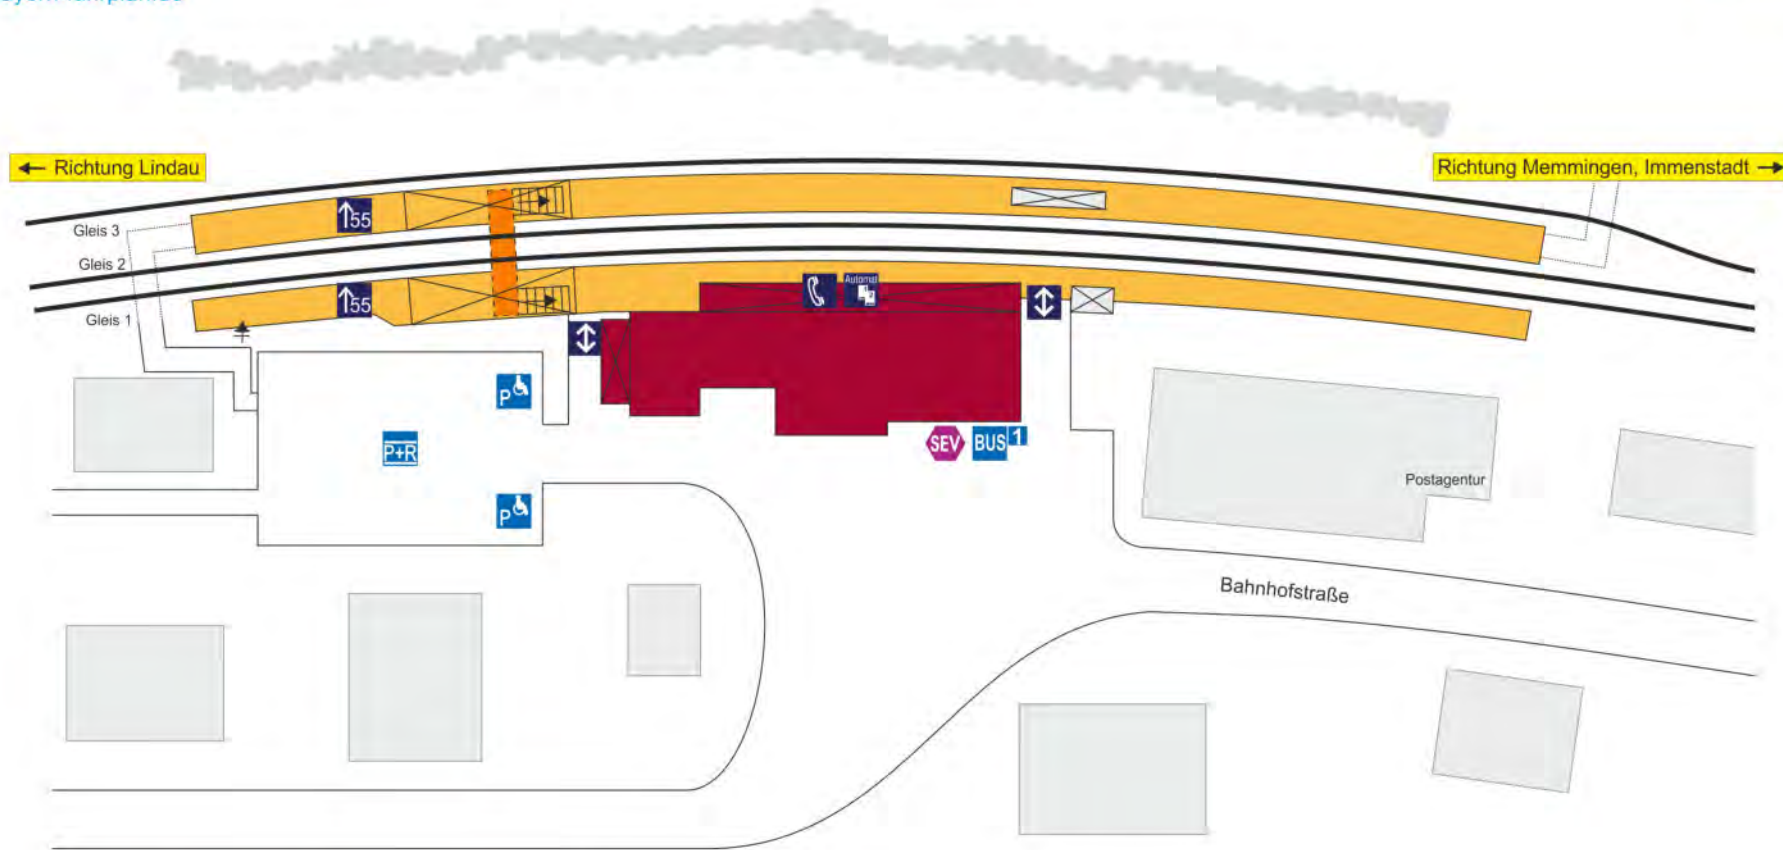 Richtung Lindau
Richtung Memmingen, Immenstadt
Gleis 3
55
Gleis 2
Gleis 1
55
Automat
P
P+R
SEV BUS 1
Postagentur
P
Bahnhofstraße